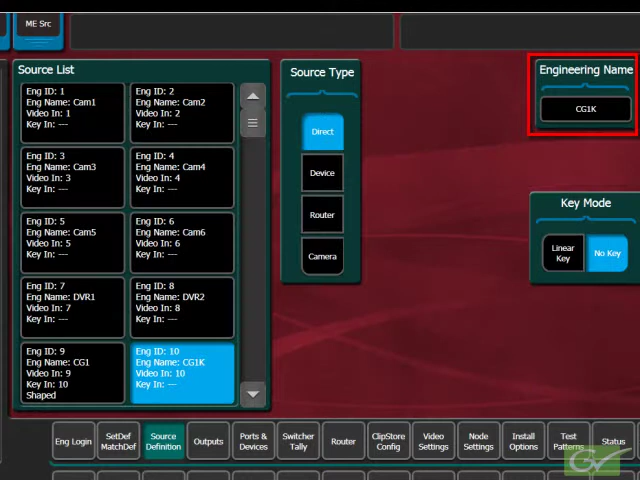 ME Src
Source List
Eng ID: 1
Eng Name: Cam1
Video In: 1
Key In: ---
Eng ID: 2
Eng Name: Cam2
Video In: 2
Key In: ---
Eng ID: 3
Eng Name: Cam3
Video In: 3
Key In: ---
Eng ID: 4
Eng Name: Cam4
Video In: 4
Key In: ---
Eng ID: 5
Eng Name: Cam5
Video In: 5
Key In: ---
Eng ID: 6
Eng Name: Cam6
Video In: 6
Key In: ---
Eng ID: 7
Eng Name: DVR1
Video In: 7
Key In: ---
Eng ID: 8
Eng Name: DVR2
Video In: 8
Key In: ---
Eng ID: 9
Eng Name: CG1
Video In: 9
Key In: 10
Shaped
Eng ID: 10
Eng Name: CG1K
Video In: 10
Key In: ---
Source Type
Direct
Device
Router
Camera
Engineering Name
CG1K
Key Mode
Linear
Key
No Key
Eng Login
SetDef
MatchDef
Source
Definition
Outputs
Ports &
Devices
Switcher
Tally
Router
ClipStore
Config
Video
Settings
Node
Settings
Install
Options
Test
Patterns
Status
GV